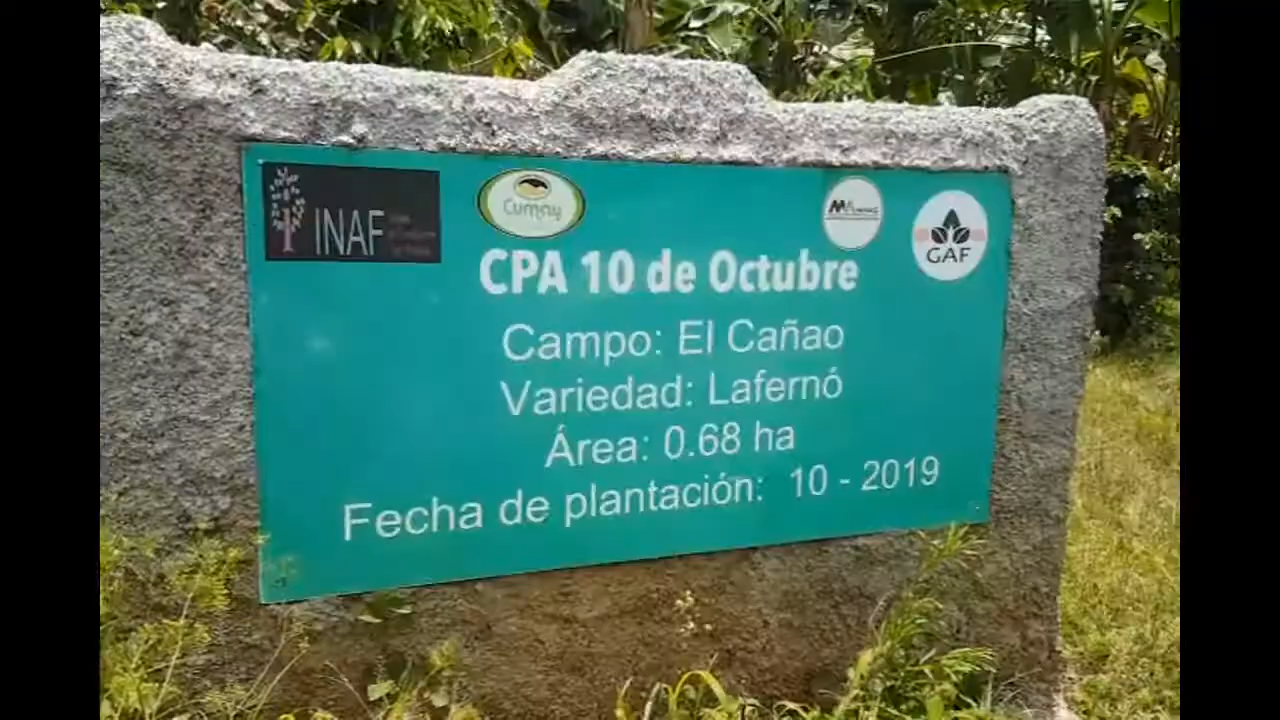 INAF
Cumay
GAF
CPA 10 de Octubre
Campo: El Cañao
Variedad: Lafernó
Área: 0.68 ha
Fecha de plantación: 10 - 2019